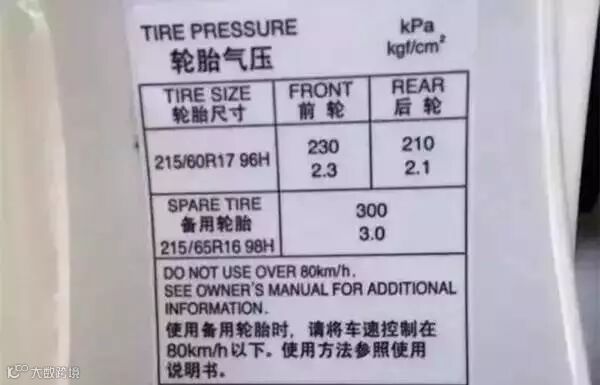 TIRE PRESSURE
轮胎气压
kPa
kgf/cm²
TIRE SIZE
轮胎尺寸
FRONT
前 轮
REAR
后 轮
215/60R17 96H
230
2.3
210
2.1
SPARE TIRE
备用轮胎
215/65R16 98H
300
3.0
DO NOT USE OVER 80km/h.
SEE OWNER'S MANUAL FOR ADDITIONAL
INFORMATION.
使用备用轮胎时，请将车速控制在
80km/h 以下。使用方法参照使用
说明书。
大数跨境